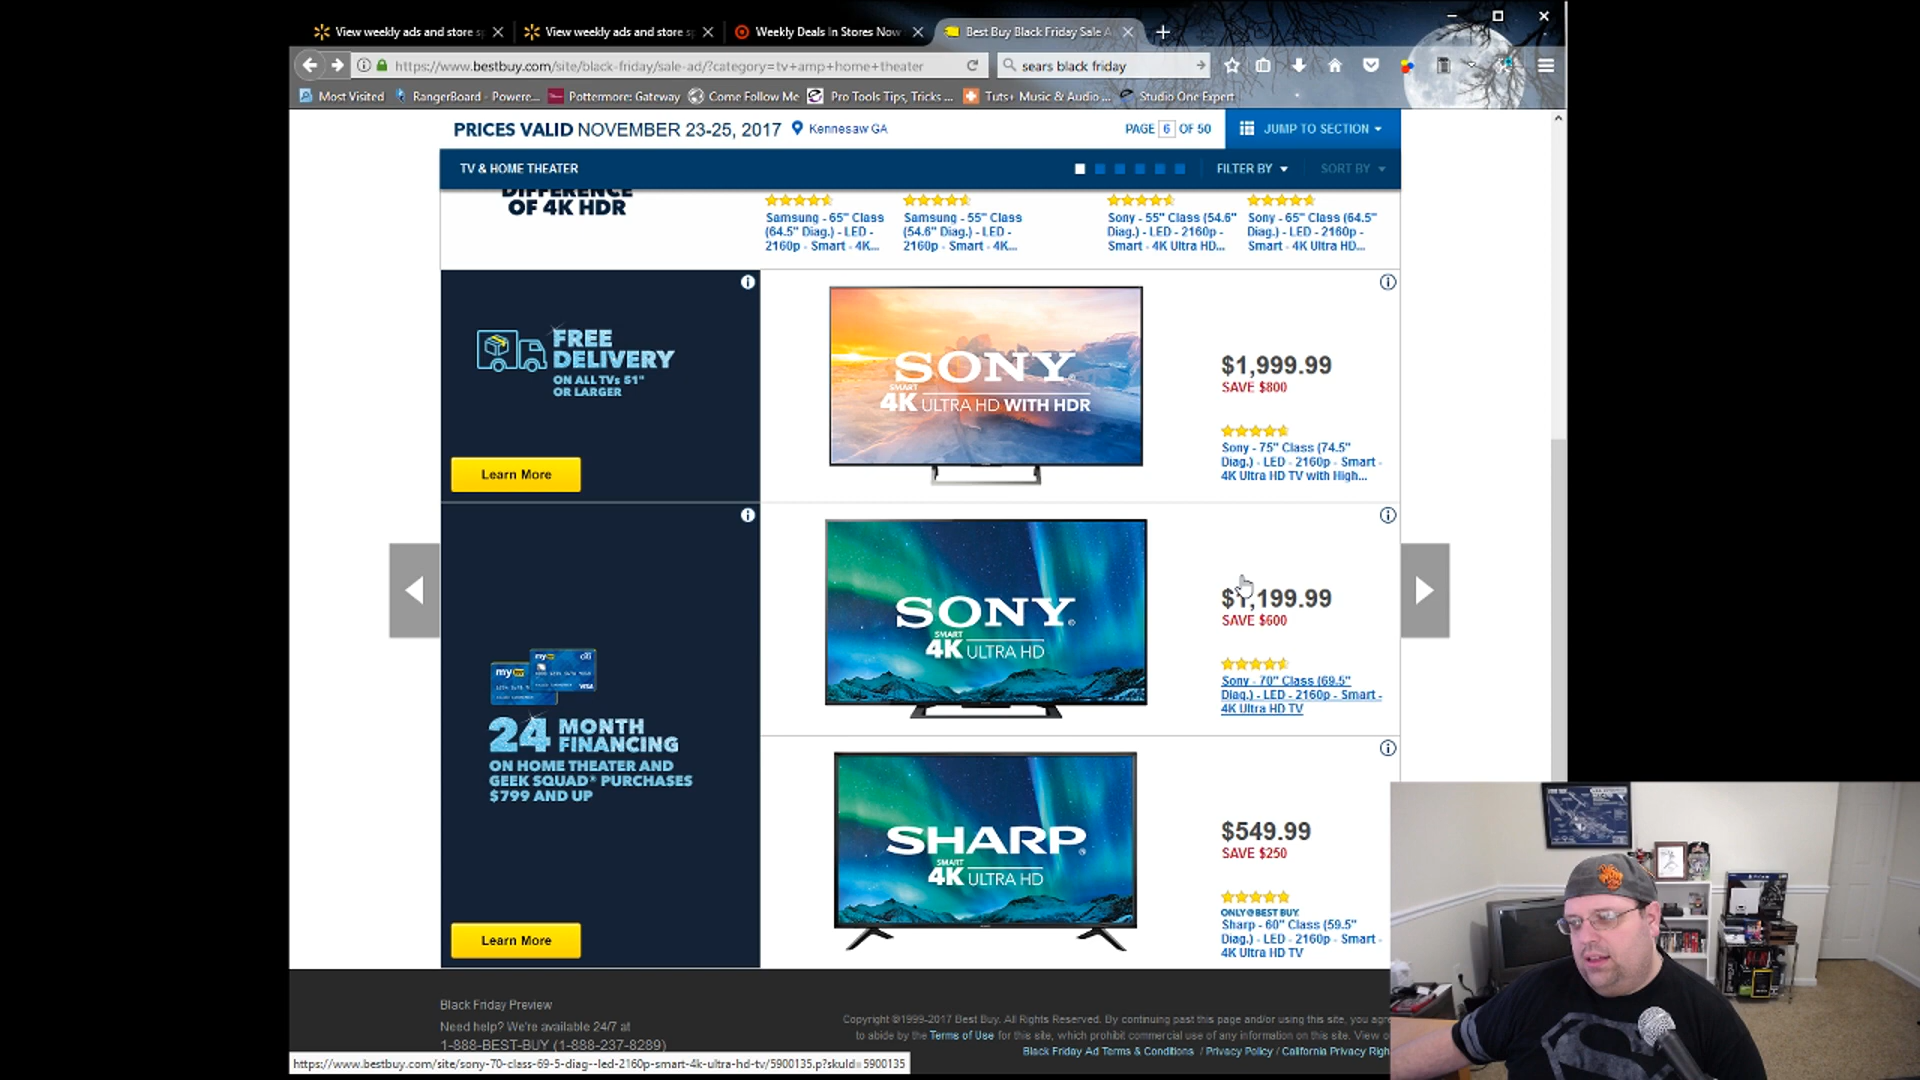 View weekly ads and store s
View weekly ads and store s
Weekly Deals In Stores Now
Best Buy Black Friday Sale A
https://www.bestbuy.com/site/black-friday/sale-ad/?category=tv+amp+home+theater
sears black friday
Most Visited
RangerBoard - Powere...
Pottermore: Gateway
Come Follow Me
Pro Tools Tips, Tricks ...
Tuts+ Music & Audio ...
Studio One Expert
PRICES VALID NOVEMBER 23-25, 2017
Kennesaw GA
PAGE 6 OF 50
JUMP TO SECTION
TV & HOME THEATER
FILTER BY
SORT BY
DIFFERENCE
OF 4K HDR
Samsung - 65" Class
(64.5" Diag.) - LED -
2160p - Smart - 4K...
Samsung - 55" Class
(54.6" Diag.) - LED -
2160p - Smart - 4K...
Sony - 55" Class (54.6"
Diag.) - LED - 2160p -
Smart - 4K Ultra HD...
Sony - 65" Class (64.5"
Diag.) - LED - 2160p -
Smart - 4K Ultra HD...
FREE
DELIVERY
ON ALL TVs 51"
OR LARGER
Learn More
SONY
SMART
4K ULTRA HD WITH HDR
$1,999.99
SAVE $800
Sony - 75" Class (74.5"
Diag.) - LED - 2160p - Smart -
4K Ultra HD TV with High...
SONY
SMART
4K ULTRA HD
$1,199.99
SAVE $600
Sony - 70" Class (69.5"
Diag.) - LED - 2160p - Smart -
4K Ultra HD TV
my
my
citi
VISA
24 MONTH
FINANCING
ON HOME THEATER AND
GEEK SQUAD® PURCHASES
$799 AND UP
Learn More
SHARP
SMART
4K ULTRA HD
$549.99
SAVE $250
ONLY@BEST BUY
Sharp - 60" Class (59.5"
Diag.) - LED - 2160p - Smart -
4K Ultra HD TV
Black Friday Preview
Need help? We're available 24/7 at
1-888-BEST-BUY (1-888-237-8289)
Copyright ©1999-2017 Best Buy. All Rights Reserved. By continuing past this page and/or using this site, you agre
to abide by the Terms of Use for this site, which prohibit commercial use of any information on this site. View o
Black Friday Ad Terms & Conditions / Privacy Policy / California Privacy Righ
https://www.bestbuy.com/site/sony-70-class-69-5-diag--led-2160p-smart-4k-ultra-hd-tv/5900135.p?skuId=5900135